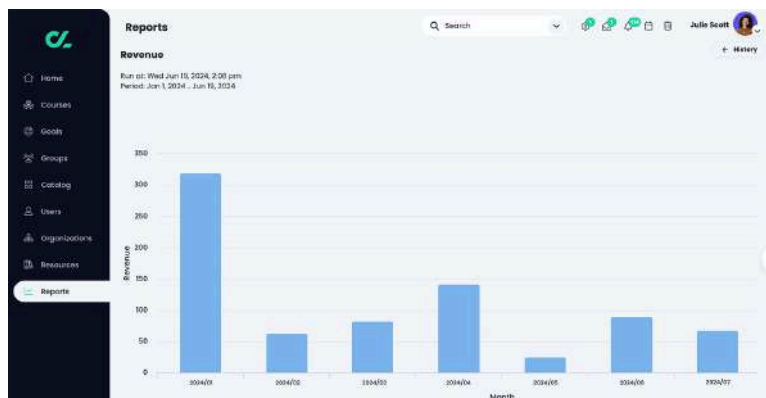 Reports
Search
Julie Scott
Revenue
← History
Run at: Wed Jun 19, 2024, 2:08 pm
Period: Jan 1, 2024 .. Jun 19, 2024
Home
Courses
Goals
Groups
Catalog
Users
Organizations
Resources
Reports
350
300
250
200
150
100
50
0
Revenue
2024/01
2024/02
2024/03
2024/04
2024/05
2024/06
2024/07
Month